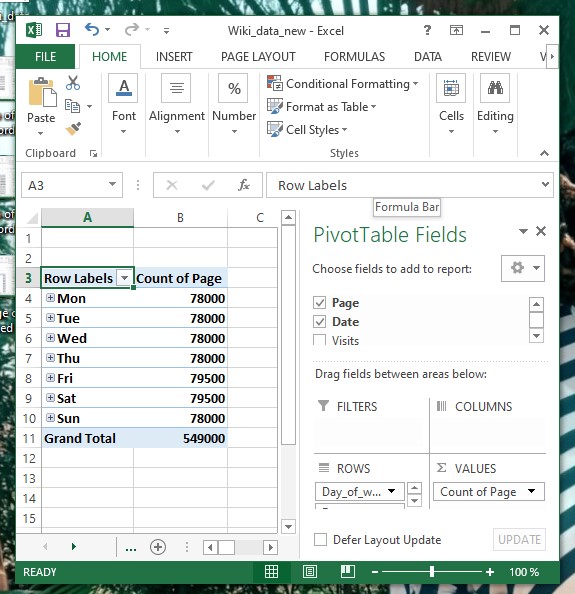 Wiki_data_new - Excel
FILE HOME INSERT PAGE LAYOUT FORMULAS DATA REVIEW
Paste
Font
Alignment
%
Number
Conditional Formatting
Format as Table
Cell Styles
Cells
Editing
Clipboard
Styles
A3
fx
Row Labels
Formula Bar
A B C
1
2
3 Row Labels Count of Page
4 Mon 78000
5 Tue 78000
6 Wed 78000
7 Thu 78000
8 Fri 79500
9 Sat 79500
10 Sun 78000
11 Grand Total 549000
12
13
14
15
PivotTable Fields
Choose fields to add to report:
Page
Date
Visits
Drag fields between areas below:
FILTERS
COLUMNS
ROWS
Σ VALUES
Day_of_w...
Count of Page
Defer Layout Update
UPDATE
...
READY
100 %